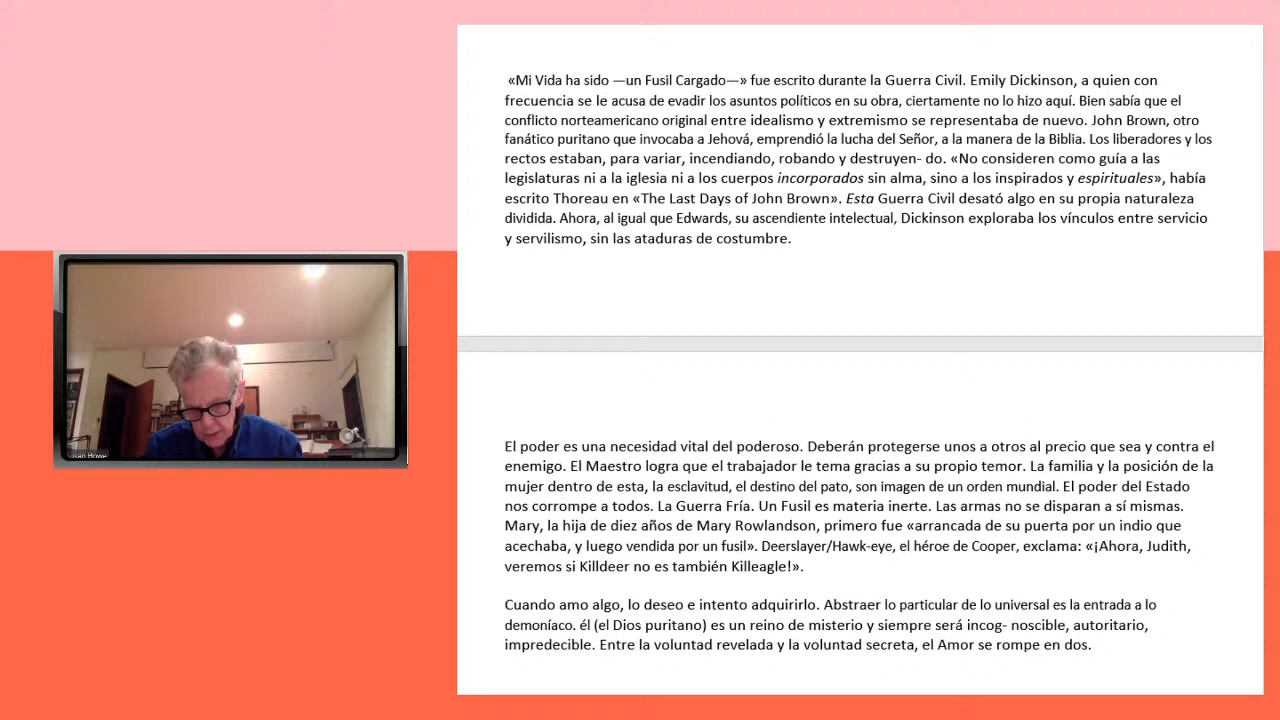 «Mi Vida ha sido —un Fusil Cargado—» fue escrito durante la Guerra Civil. Emily Dickinson, a quien con
frecuencia se le acusa de evadir los asuntos políticos en su obra, ciertamente no lo hizo aquí. Bien sabía que el
conflicto norteamericano original entre idealismo y extremismo se representaba de nuevo. John Brown, otro
fanático puritano que invocaba a Jehová, emprendió la lucha del Señor, a la manera de la Biblia. Los liberadores y los
rectos estaban, para variar, incendiando, robando y destruyen- do. «No consideren como guía a las
legislaturas ni a la iglesia ni a los cuerpos incorporados sin alma, sino a los inspirados y espirituales», había
escrito Thoreau en «The Last Days of John Brown». Esta Guerra Civil desató algo en su propia naturaleza
dividida. Ahora, al igual que Edwards, su ascendiente intelectual, Dickinson exploraba los vínculos entre servicio
y servilismo, sin las ataduras de costumbre.
El poder es una necesidad vital del poderoso. Deberán protegerse unos a otros al precio que sea y contra el
enemigo. El Maestro logra que el trabajador le tema gracias a su propio temor. La familia y la posición de la
mujer dentro de esta, la esclavitud, el destino del pato, son imagen de un orden mundial. El poder del Estado
nos corrompe a todos. La Guerra Fría. Un Fusil es materia inerte. Las armas no se disparan a sí mismas.
Mary, la hija de diez años de Mary Rowlandson, primero fue «arrancada de su puerta por un indio que
acechaba, y luego vendida por un fusil». Deerslayer/Hawk-eye, el héroe de Cooper, exclama: «¡Ahora, Judith,
veremos si Killdeer no es también Killeagle!».
Cuando amo algo, lo deseo e intento adquirirlo. Abstraer lo particular de lo universal es la entrada a lo
demoníaco. él (el Dios puritano) es un reino de misterio y siempre será incog- noscible, autoritario,
impredecible. Entre la voluntad revelada y la voluntad secreta, el Amor se rompe en dos.
Howe